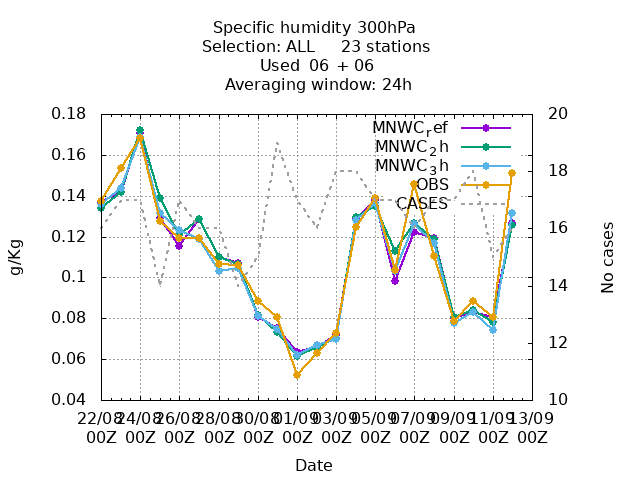 Specific humidity 300hPa
Selection: ALL 23 stations
Used 06 + 06
Averaging window: 24h
MNWCref
MNWC2h
MNWC3h
OBS
CASES
0.18
0.16
0.14
0.12
0.1
0.08
0.06
0.04
g/Kg
20
18
16
14
12
10
No cases
22/08 24/08 26/08 28/08 30/08 01/09 03/09 05/09 07/09 09/09 11/09 13/09
00Z 00Z 00Z 00Z 00Z 00Z 00Z 00Z 00Z 00Z 00Z 00Z
Date